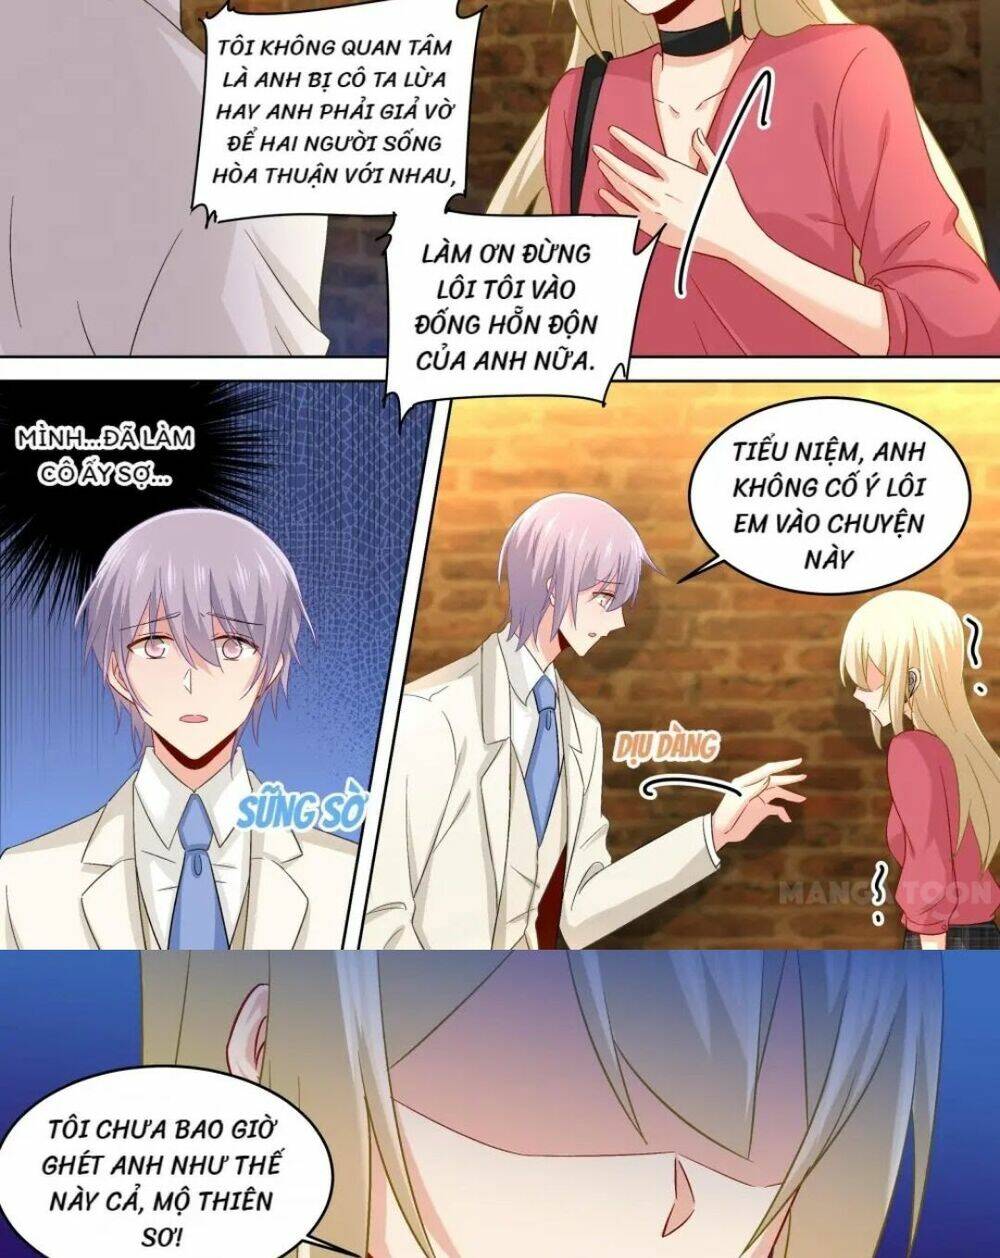 TÔI KHÔNG QUAN TÂM
LÀ ANH BỊ CÔ TA LỪA
HAY ANH PHẢI GIẢ VỜ
ĐỂ HAI NGƯỜI SỐNG
HÒA THUẬN VỚI NHAU,
LÀM ƠN ĐỪNG
LÔI TÔI VÀO
ĐỐNG HỖN ĐỘN
CỦA ANH NỮA.
MÌNH...ĐÃ LÀM
CÔ ẤY SỢ...
SỮNG SỜ
TIỂU NIỆM, ANH
KHÔNG CỐ Ý LÔI
EM VÀO CHUYỆN
NÀY
DỊU DÀNG
MANGATOON
TÔI CHƯA BAO GIỜ
GHÉT ANH NHƯ THẾ
NÀY CẢ, MỘ THIÊN
SƠ!